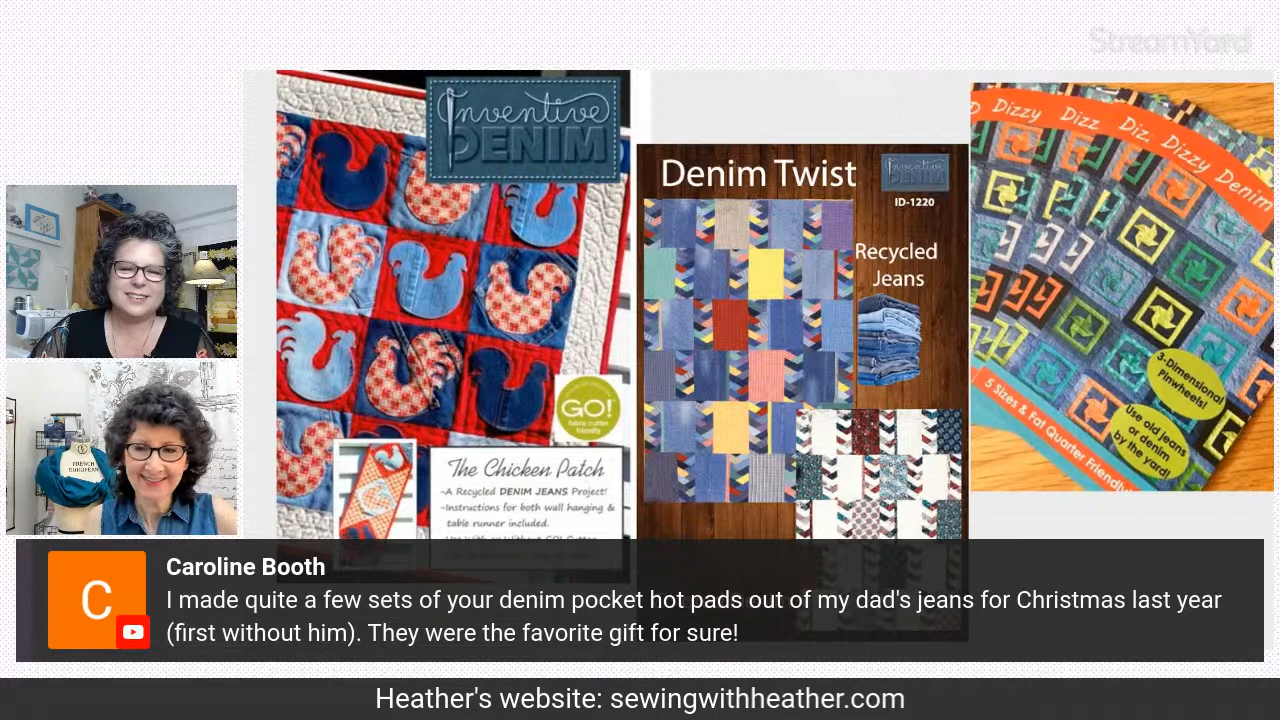 StreamYard
Inventive
DENIM
Denim Twist
Inventive
DENIM
ID-1220
Recycled
Jeans
Dizzy
Dizz
Diz
Dizzy Denim
3-Dimensional
Pinwheels!
Use old jeans
or denim
by the yard!
5 Sizes & Fat Quarter Friendly
GO!
fabric cutter
friendly
The Chicken Patch
-A Recycled DENIM JEANS Project!
-Instructions for both wall hanging &
table runner included.
FRENCH
EUROPEAN
C
Caroline Booth
I made quite a few sets of your denim pocket hot pads out of my dad's jeans for Christmas last year
(first without him). They were the favorite gift for sure!
Heather's website: sewingwithheather.com